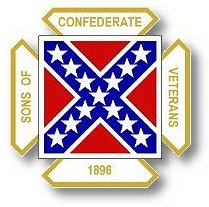 SONS OF
CONFEDERATE
VETERANS
1896